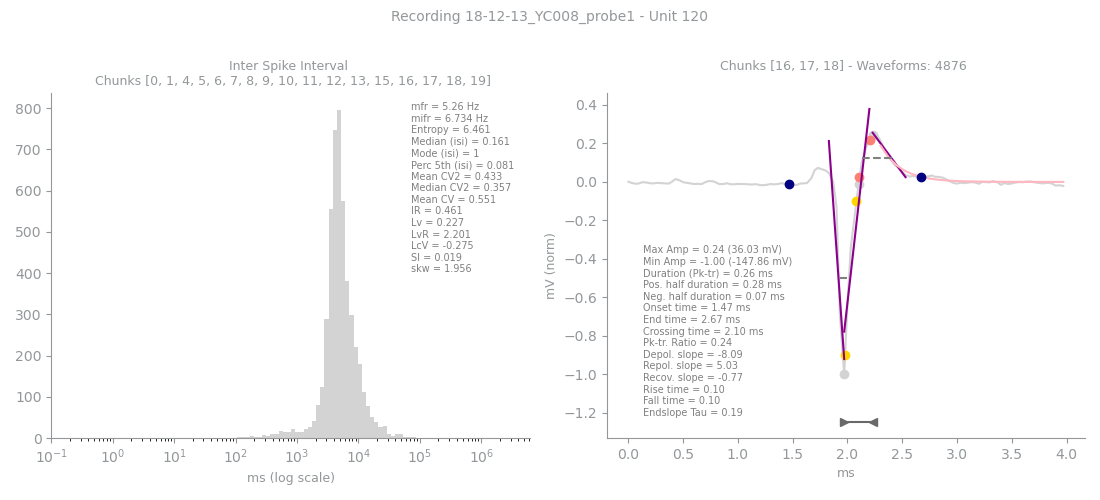 Recording 18-12-13_YC008_probe1 - Unit 120
Inter Spike Interval
Chunks [0, 1, 4, 5, 6, 7, 8, 9, 10, 11, 12, 13, 15, 16, 17, 18, 19]
800
700
600
500
400
300
200
100
0
mfr = 5.26 Hz
mifr = 6.734 Hz
Entropy = 6.461
Median (isi) = 0.161
Mode (isi) = 1
Perc 5th (isi) = 0.081
Mean CV2 = 0.433
Median CV2 = 0.357
Mean CV = 0.551
IR = 0.461
Lv = 0.227
LvR = 2.201
LcV = -0.275
SI = 0.019
skw = 1.956
10⁻¹ 10⁰ 10¹ 10² 10³ 10⁴ 10⁵ 10⁶
ms (log scale)
Chunks [16, 17, 18] - Waveforms: 4876
mV (norm)
0.4
0.2
0.0
−0.2
−0.4
−0.6
−0.8
−1.0
−1.2
Max Amp = 0.24 (36.03 mV)
Min Amp = -1.00 (-147.86 mV)
Duration (Pk-tr) = 0.26 ms
Pos. half duration = 0.28 ms
Neg. half duration = 0.07 ms
Onset time = 1.47 ms
End time = 2.67 ms
Crossing time = 2.10 ms
Pk-tr. Ratio = 0.24
Depol. slope = -8.09
Repol. slope = 5.03
Recov. slope = -0.77
Rise time = 0.10
Fall time = 0.10
Endslope Tau = 0.19
0.0 0.5 1.0 1.5 2.0 2.5 3.0 3.5 4.0
ms